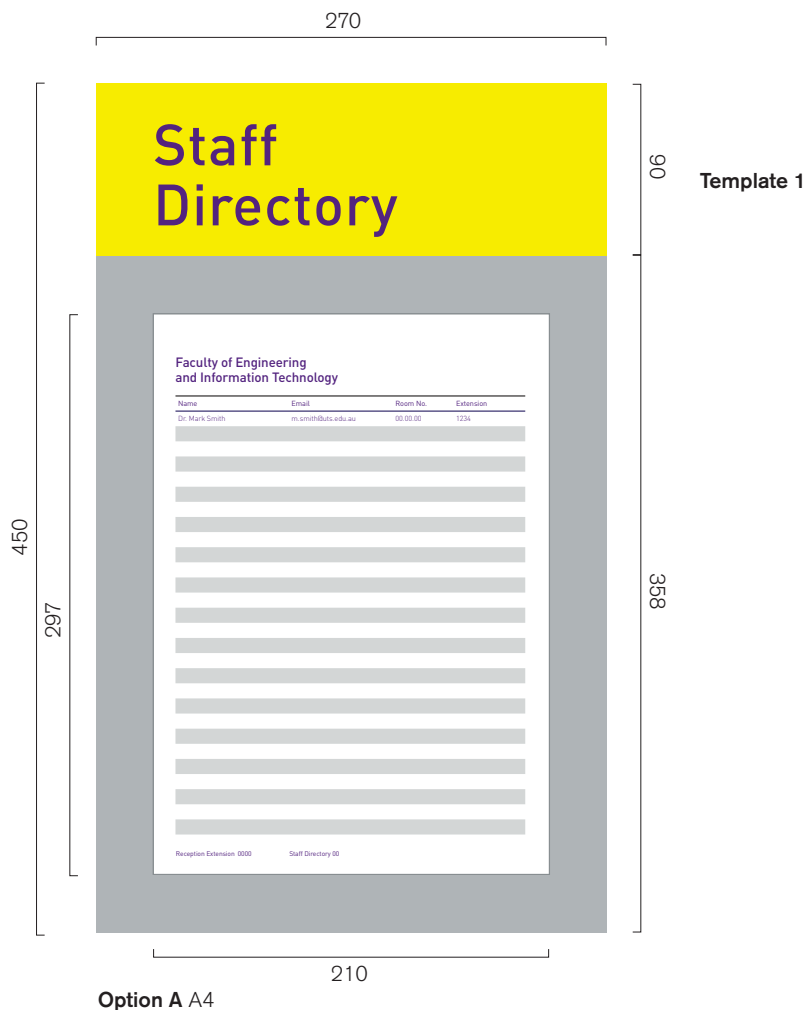 270
Staff
Directory
90
Template 1
Faculty of Engineering
and Information Technology
Name Email Room No. Extension
Dr. Mark Smith m.smith@uts.edu.au 00.00.00 1234
450
297
358
Reception Extension 0000 Staff Directory 00
210
Option A A4